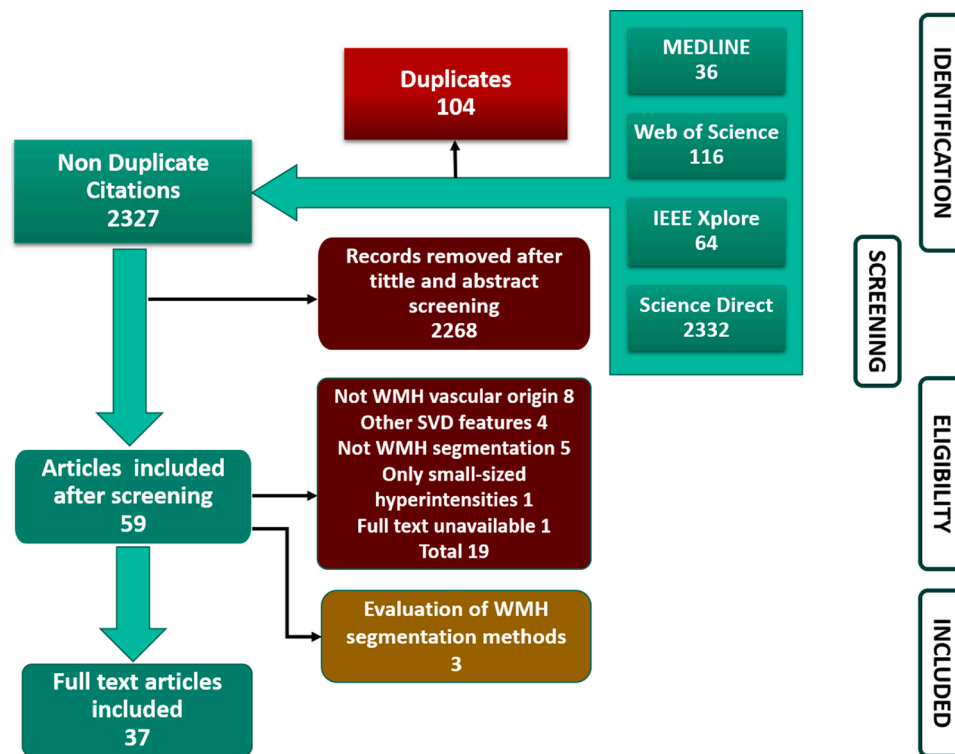 MEDLINE
36
Web of Science
116
IEEE Xplore
64
Science Direct
2332
Duplicates
104
Non Duplicate
Citations
2327
Records removed after
tittle and abstract
screening
2268
Not WMH vascular origin 8
Other SVD features 4
Not WMH segmentation 5
Only small-sized
hyperintensities 1
Full text unavailable 1
Total 19
Articles included
after screening
59
Evaluation of WMH
segmentation methods
3
Full text articles
included
37
IDENTIFICATION
SCREENING
ELIGIBILITY
INCLUDED